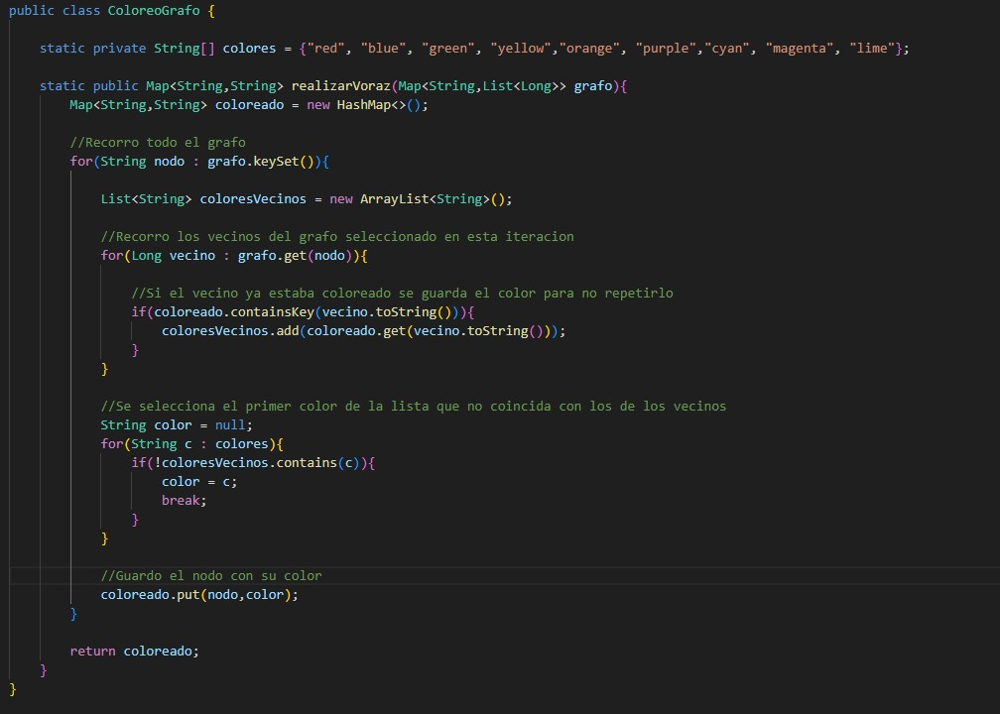 public class ColoreoGrafo {
static private String[] colores = {"red", "blue", "green", "yellow","orange", "purple","cyan", "magenta", "lime"};
static public Map<String,String> realizarVoraz(Map<String,List<Long>> grafo){
Map<String,String> coloreado = new HashMap<>();
//Recorro todo el grafo
for(String nodo : grafo.keySet()){
List<String> coloresVecinos = new ArrayList<String>();
//Recorro los vecinos del grafo seleccionado en esta iteracion
for(Long vecino : grafo.get(nodo)){
//Si el vecino ya estaba coloreado se guarda el color para no repetirlo
if(coloreado.containsKey(vecino.toString())){
coloresVecinos.add(coloreado.get(vecino.toString()));
}
}
//Se selecciona el primer color de la lista que no coincida con los de los vecinos
String color = null;
for(String c : colores){
if(!coloresVecinos.contains(c)){
color = c;
break;
}
}
//Guardo el nodo con su color
coloreado.put(nodo,color);
}
return coloreado;
}
}